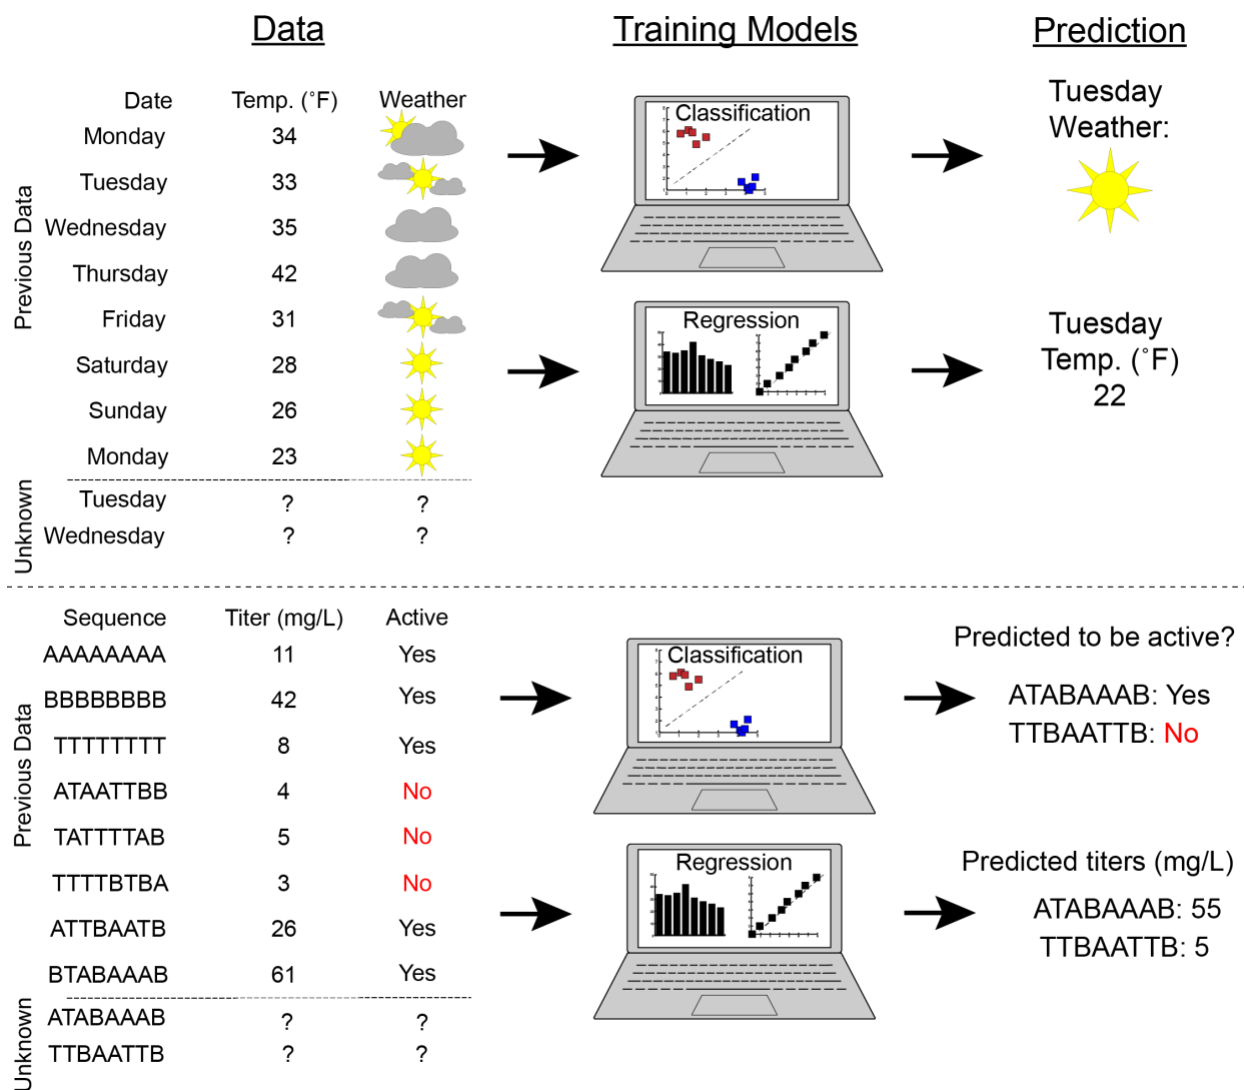 Data Training Models Prediction
Previous Data
Date Temp. (˚F) Weather
Monday 34
Tuesday 33
Wednesday 35
Thursday 42
Friday 31
Saturday 28
Sunday 26
Monday 23
Unknown
Tuesday ? ?
Wednesday ? ?
Classification
Regression
Tuesday
Weather:
Tuesday
Temp. (˚F)
22
Previous Data
Sequence Titer (mg/L) Active
AAAAAAAA 11 Yes
BBBBBBBB 42 Yes
TTTTTTTT 8 Yes
ATAATTBB 4 No
TATTTTAB 5 No
TTTTBTBA 3 No
ATTBAATB 26 Yes
BTABAAAB 61 Yes
Unknown
ATABAAAB ? ?
TTBAATTB ? ?
Classification
Regression
Predicted to be active?
ATABAAAB: Yes
TTBAATTB: No
Predicted titers (mg/L)
ATABAAAB: 55
TTBAATTB: 5